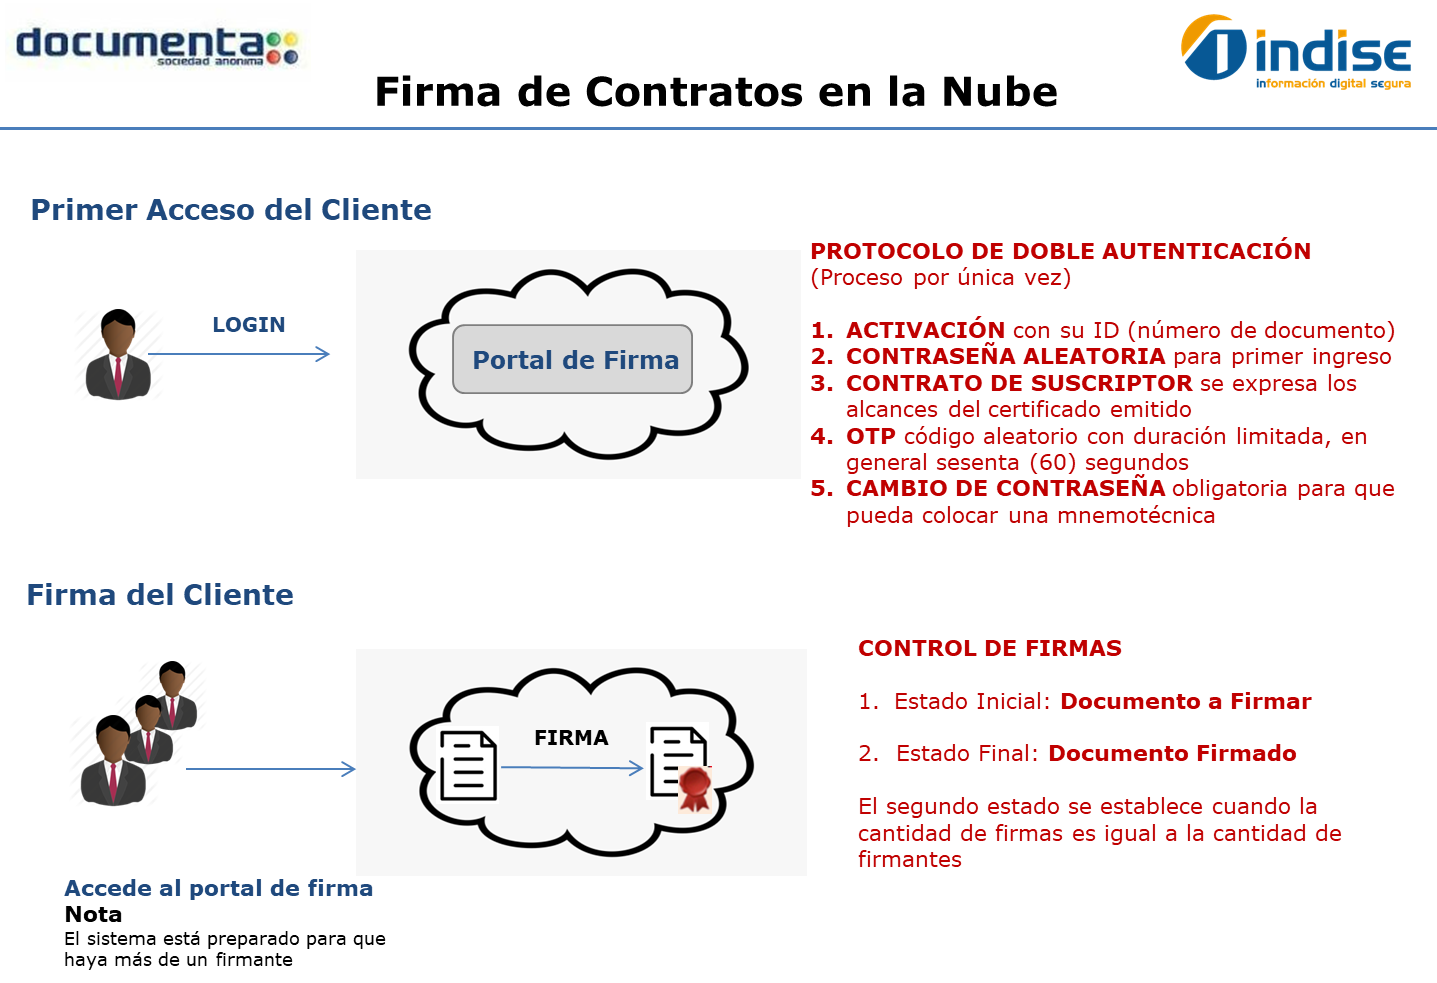 documenta
sociedad anonima
indise
información digital segura
Firma de Contratos en la Nube
Primer Acceso del Cliente
LOGIN
Portal de Firma
PROTOCOLO DE DOBLE AUTENTICACIÓN
(Proceso por única vez)
1. ACTIVACIÓN con su ID (número de documento)
2. CONTRASEÑA ALEATORIA para primer ingreso
3. CONTRATO DE SUSCRIPTOR se expresa los
alcances del certificado emitido
4. OTP código aleatorio con duración limitada, en
general sesenta (60) segundos
5. CAMBIO DE CONTRASEÑA obligatoria para que
pueda colocar una mnemotécnica
Firma del Cliente
FIRMA
CONTROL DE FIRMAS
1. Estado Inicial: Documento a Firmar
2. Estado Final: Documento Firmado
El segundo estado se establece cuando la
cantidad de firmas es igual a la cantidad de
firmantes
Accede al portal de firma
Nota
El sistema está preparado para que
haya más de un firmante